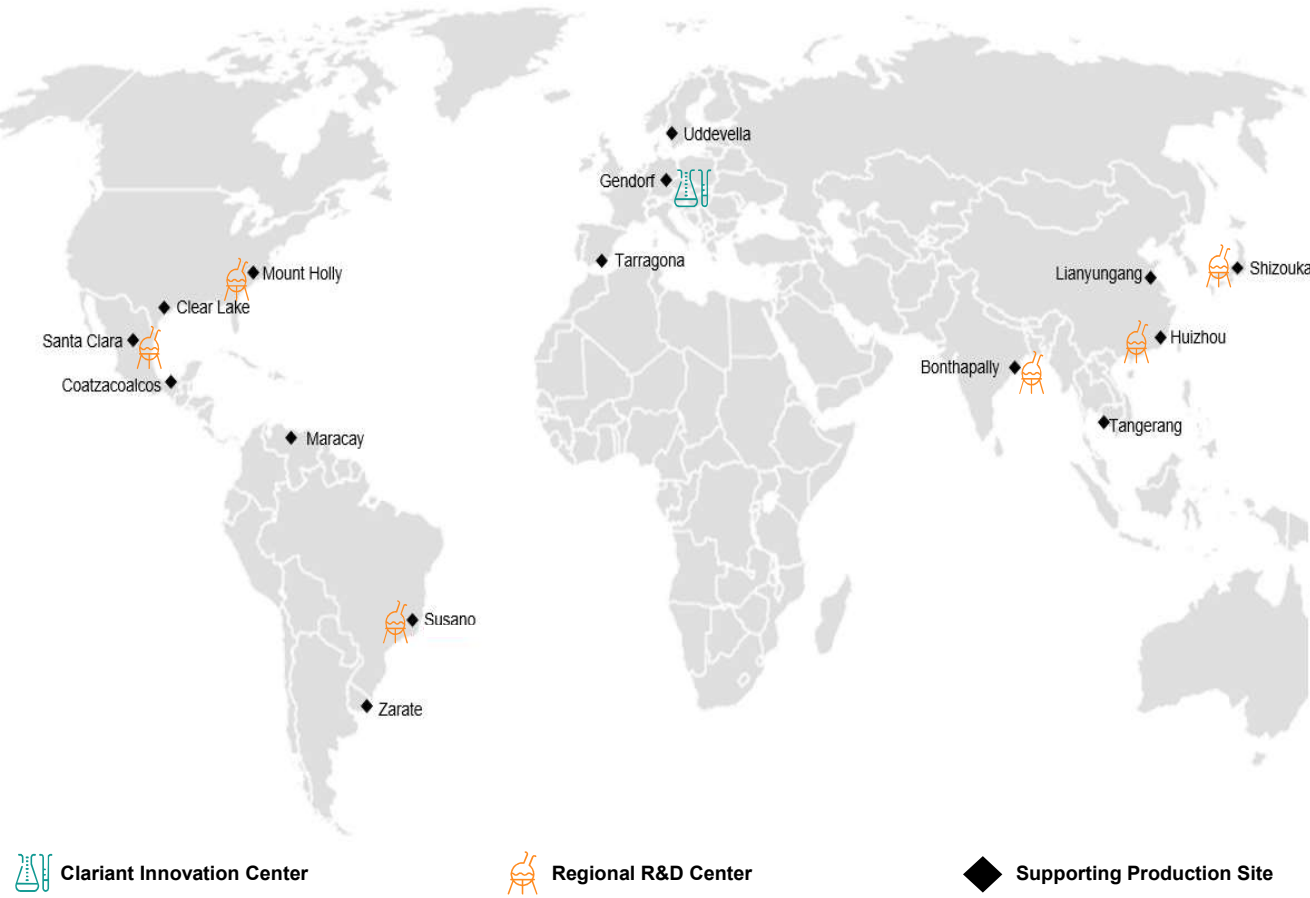 Uddevella
Gendorf
Tarragona
Mount Holly
Clear Lake
Santa Clara
Coatzacoalcos
Maracay
Susano
Zarate
Lianyungang
Shizouka
Huizhou
Bonthapally
Tangerang
Clariant Innovation Center
Regional R&D Center
Supporting Production Site